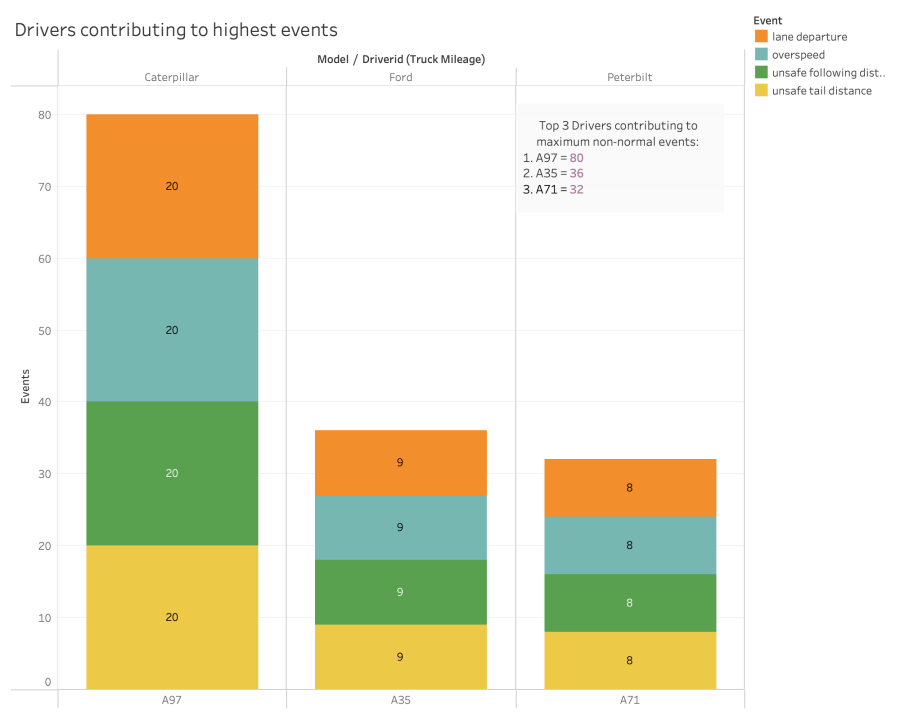 Drivers contributing to highest events
Event
lane departure
overspeed
unsafe following dist..
unsafe tail distance
Model / Driverid (Truck Mileage)
Caterpillar
Ford
Peterbilt
Top 3 Drivers contributing to
maximum non-normal events:
1. A97 = 80
2. A35 = 36
3. A71 = 32
Events
80
70
60
50
40
30
20
10
0
20
20
20
20
9
9
9
9
8
8
8
8
A97
A35
A71